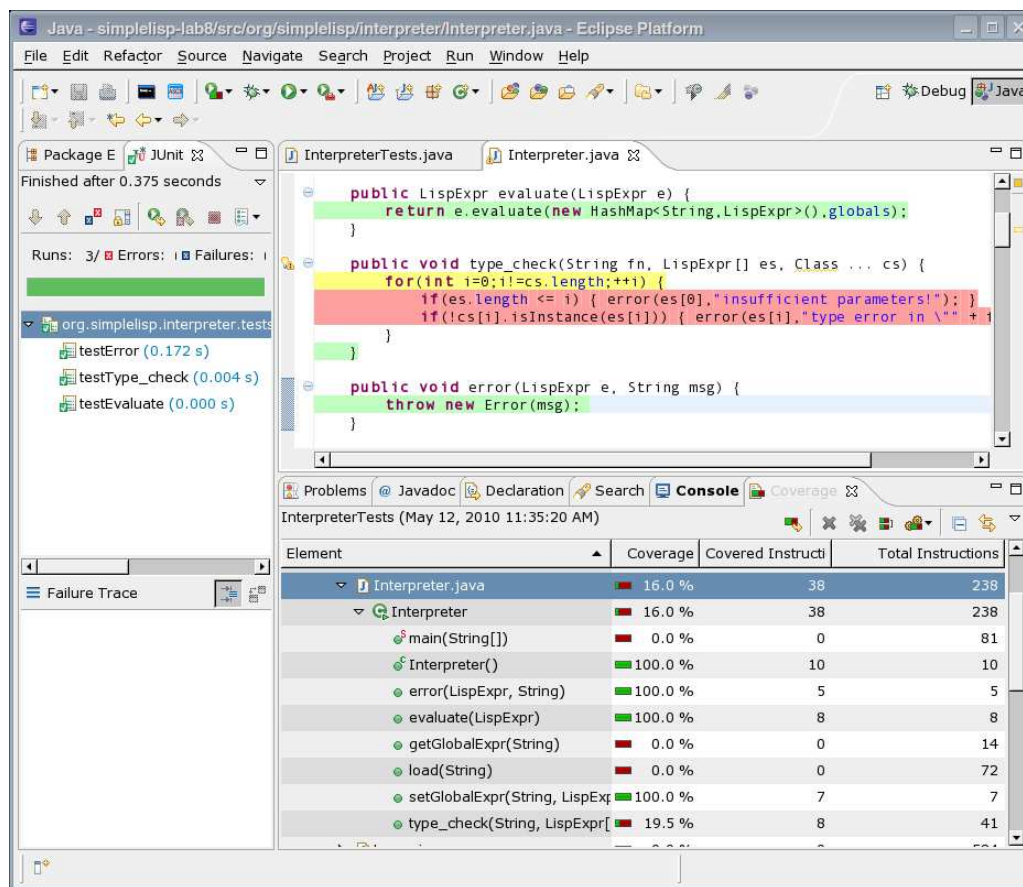 Java - simplelisp-lab8/src/org/simplelisp/interpreter/Interpreter.java - Eclipse Platform
File Edit Refactor Source Navigate Search Project Run Window Help
Debug Java
Package E JUnit
Finished after 0.375 seconds
Runs: 3/ Errors: Failures:
org.simplelisp.interpreter.tests
testError (0.172 s)
testType_check (0.004 s)
testEvaluate (0.000 s)
Failure Trace
InterpreterTests.java Interpreter.java
public LispExpr evaluate(LispExpr e) {
return e.evaluate(new HashMap<String,LispExpr>(),globals);
}
public void type_check(String fn, LispExpr[] es, Class ... cs) {
for(int i=0;i!=cs.length;++i) {
if(es.length <= i) { error(es[0],"insufficient parameters!"); }
if(!cs[i].isInstance(es[i])) { error(es[i],"type error in \"" + i
}
}
public void error(LispExpr e, String msg) {
throw new Error(msg);
}
Problems @ Javadoc Declaration Search Console Coverage
InterpreterTests (May 12, 2010 11:35:20 AM)
Element Coverage Covered Instructi Total Instructions
Interpreter.java 16.0 % 38 238
Interpreter 16.0 % 38 238
main(String[]) 0.0 % 0 81
Interpreter() 100.0 % 10 10
error(LispExpr, String) 100.0 % 5 5
evaluate(LispExpr) 100.0 % 8 8
getGlobalExpr(String) 0.0 % 0 14
load(String) 0.0 % 0 72
setGlobalExpr(String, LispExp 100.0 % 7 7
type_check(String, LispExpr[ 19.5 % 8 41